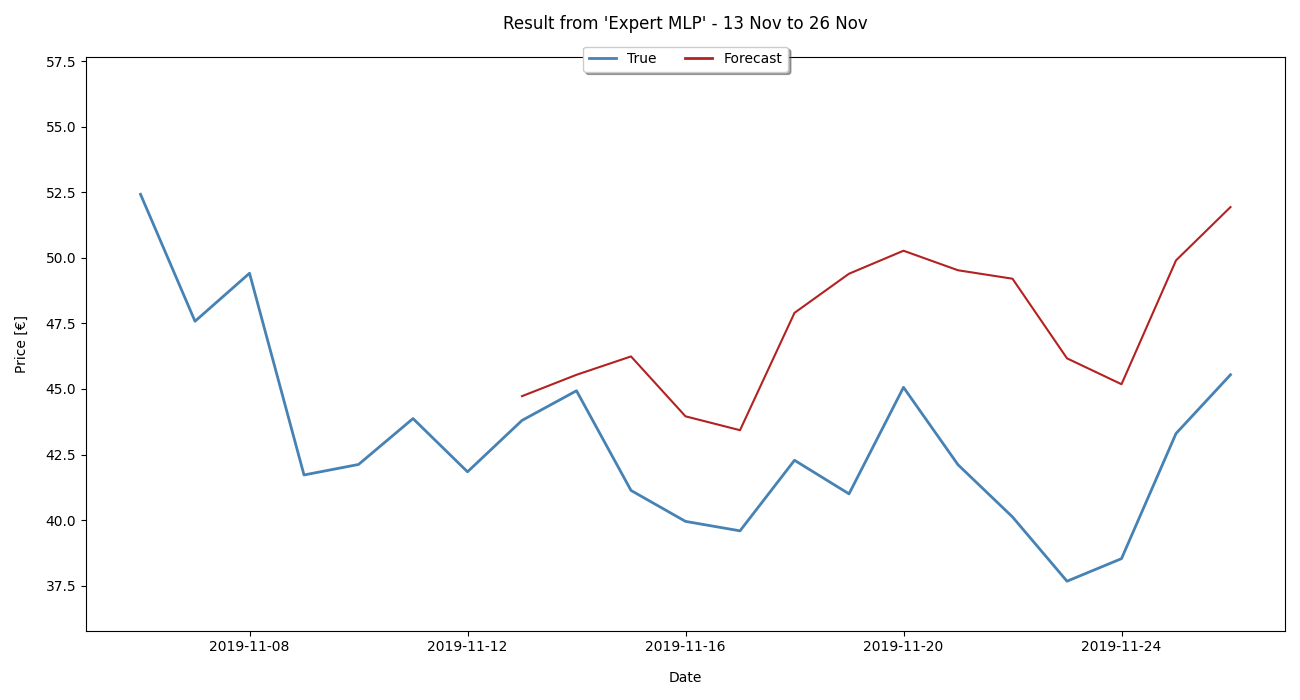 Result from 'Expert MLP' - 13 Nov to 26 Nov
True
Forecast
57.5
55.0
52.5
50.0
47.5
45.0
42.5
40.0
37.5
Price [€]
2019-11-08
2019-11-12
2019-11-16
2019-11-20
2019-11-24
Date